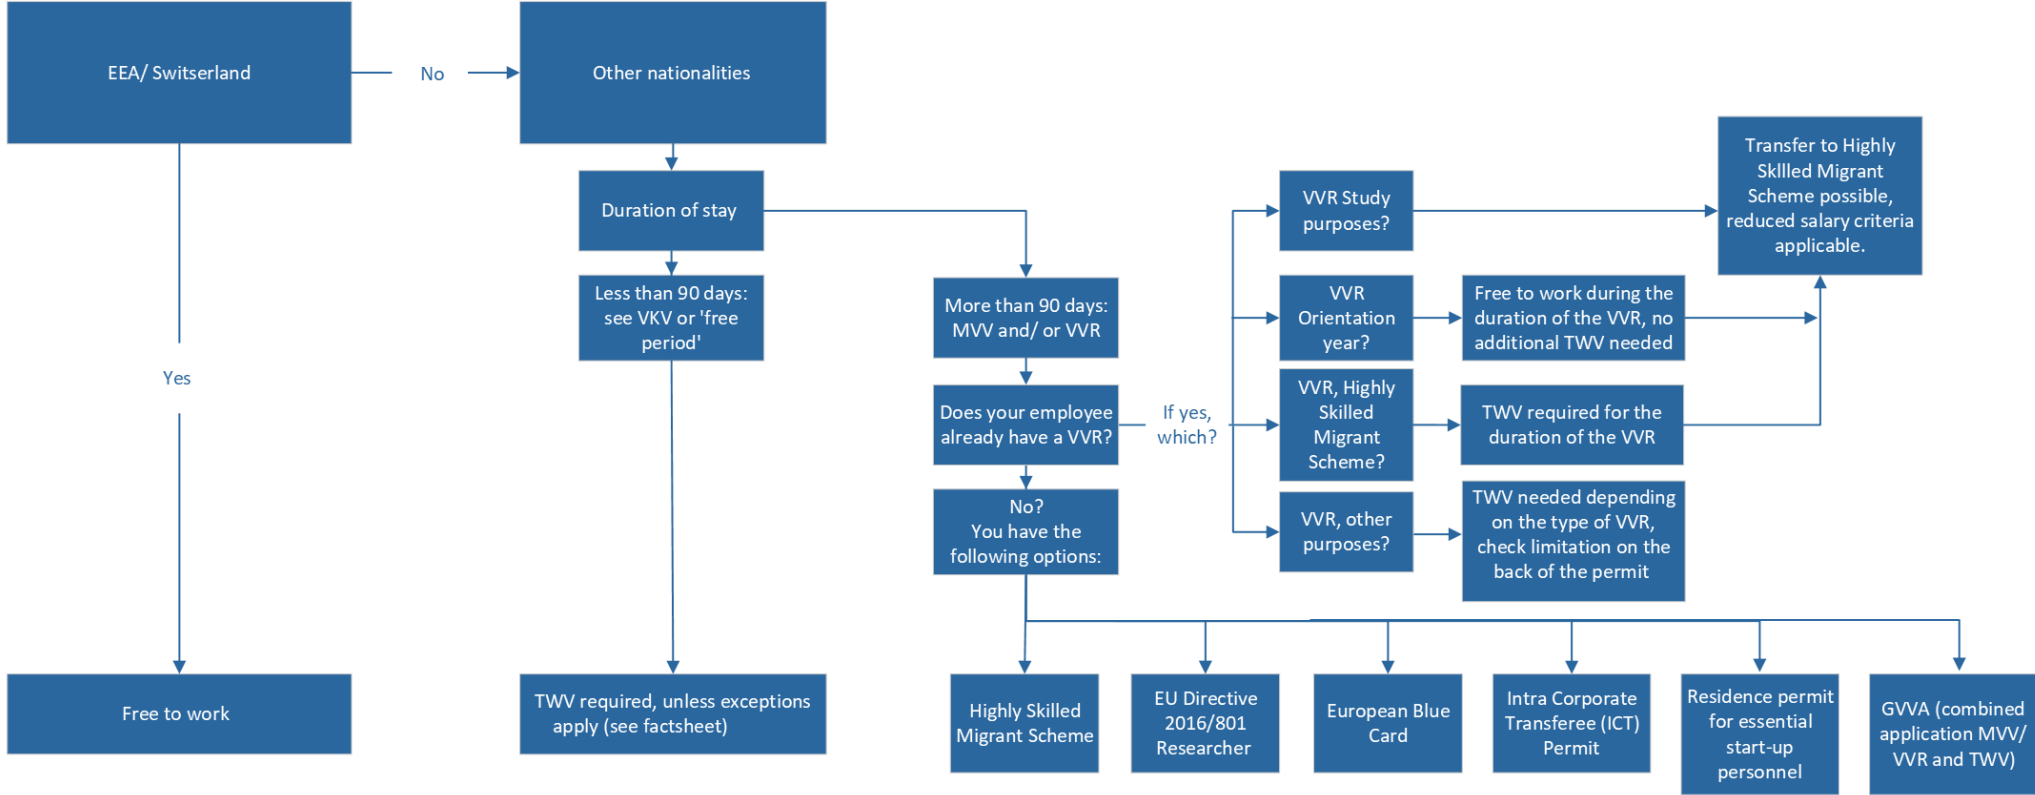 EEA/ Switserland
No
Other nationalities
Duration of stay
Less than 90 days:
see VKV or 'free
period'
Yes
Free to work
TWV required, unless exceptions
apply (see factsheet)
More than 90 days:
MVV and/ or VVR
Does your employee
already have a VVR?
If yes,
which?
No?
You have the
following options:
VVR Study
purposes?
Transfer to Highly
Skllled Migrant
Scheme possible,
reduced salary criteria
applicable.
VVR
Orientation
year?
Free to work during the
duration of the VVR, no
additional TWV needed
VVR, Highly
Skilled
Migrant
Scheme?
TWV required for the
duration of the VVR
VVR, other
purposes?
TWV needed depending
on the type of VVR,
check limitation on the
back of the permit
Highly Skilled
Migrant Scheme
EU Directive
2016/801
Researcher
European Blue
Card
Intra Corporate
Transferee (ICT)
Permit
Residence permit
for essential
start-up
personnel
GVVA (combined
application MVV/
VVR and TWV)